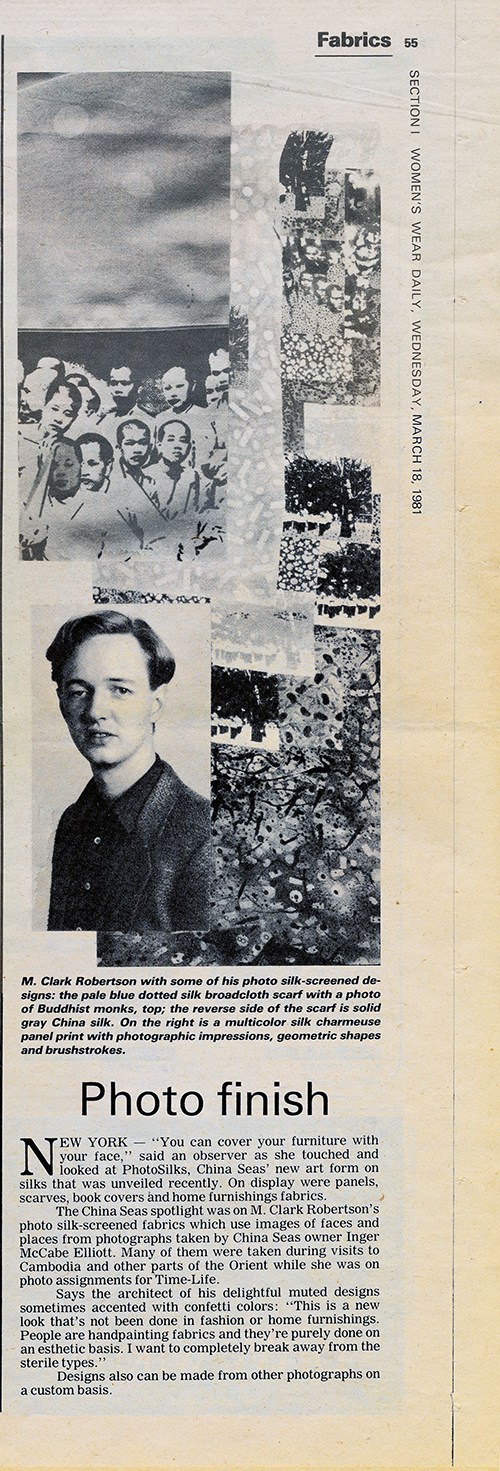 Fabrics 55
SECTION I WOMEN'S WEAR DAILY, WEDNESDAY, MARCH 18, 1981
M. Clark Robertson with some of his photo silk-screened de-
signs: the pale blue dotted silk broadcloth scarf with a photo
of Buddhist monks, top; the reverse side of the scarf is solid
gray China silk. On the right is a multicolor silk charmeuse
panel print with photographic impressions, geometric shapes
and brushstrokes.
Photo finish
NEW YORK — “You can cover your furniture with
your face,” said an observer as she touched and
looked at PhotoSilks, China Seas’ new art form on
silks that was unveiled recently. On display were panels,
scarves, book covers and home furnishings fabrics.
The China Seas spotlight was on M. Clark Robertson’s
photo silk-screened fabrics which use images of faces and
places from photographs taken by China Seas owner Inger
McCabe Elliott. Many of them were taken during visits to
Cambodia and other parts of the Orient while she was on
photo assignments for Time-Life.
Says the architect of his delightful muted designs
sometimes accented with confetti colors: “This is a new
look that’s not been done in fashion or home furnishings.
People are handpainting fabrics and they’re purely done on
an esthetic basis. I want to completely break away from the
sterile types.”
Designs also can be made from other photographs on
a custom basis.